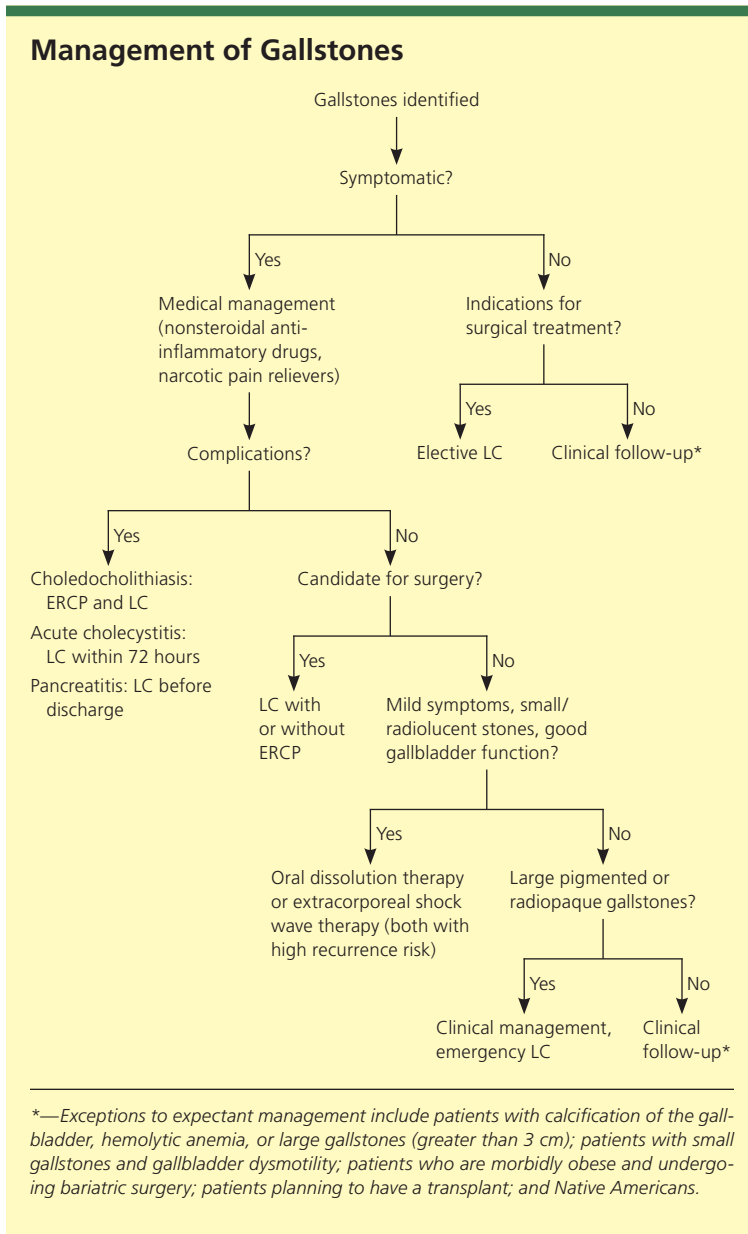 Management of Gallstones
Gallstones identified
Symptomatic?
Yes
No
Medical management
(nonsteroidal anti-
inflammatory drugs,
narcotic pain relievers)
Indications for
surgical treatment?
Yes
No
Complications?
Elective LC
Clinical follow-up*
Yes
No
Choledocholithiasis:
ERCP and LC
Acute cholecystitis:
LC within 72 hours
Pancreatitis: LC before
discharge
Candidate for surgery?
Yes
No
LC with
or without
ERCP
Mild symptoms, small/
radiolucent stones, good
gallbladder function?
Yes
No
Oral dissolution therapy
or extracorporeal shock
wave therapy (both with
high recurrence risk)
Large pigmented or
radiopaque gallstones?
Yes
No
Clinical management,
emergency LC
Clinical
follow-up*
*—Exceptions to expectant management include patients with calcification of the gall-
bladder, hemolytic anemia, or large gallstones (greater than 3 cm); patients with small
gallstones and gallbladder dysmotility; patients who are morbidly obese and undergo-
ing bariatric surgery; patients planning to have a transplant; and Native Americans.